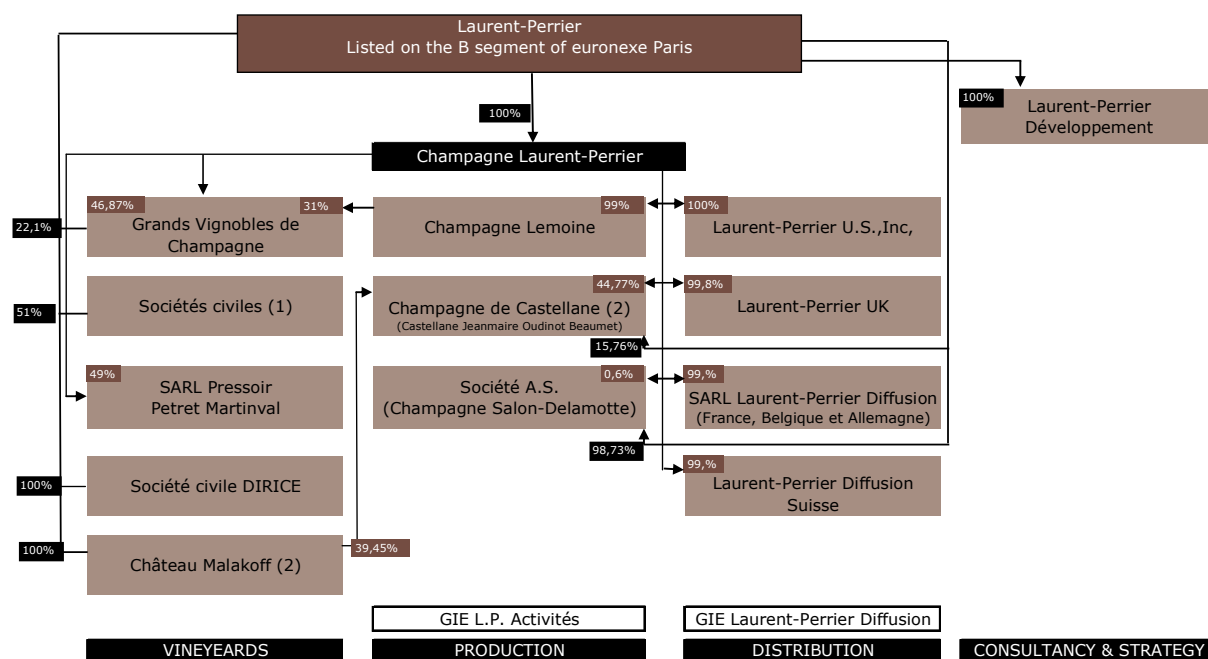 Laurent-Perrier
Listed on the B segment of euronexe Paris
100%
100%
Laurent-Perrier
Développement
Champagne Laurent-Perrier
46,87%
31%
99%
100%
22,1%
Grands Vignobles de
Champagne
Champagne Lemoine
Laurent-Perrier U.S.,Inc,
44,77%
99,8%
51%
Sociétés civiles (1)
Champagne de Castellane (2)
(Castellane Jeanmaire Oudinot Beaumet)
Laurent-Perrier UK
15,76%
49%
0,6%
99,%
SARL Pressoir
Petret Martinval
Société A.S.
(Champagne Salon-Delamotte)
SARL Laurent-Perrier Diffusion
(France, Belgique et Allemagne)
98,73%
99,%
100%
Société civile DIRICE
Laurent-Perrier Diffusion
Suisse
100%
39,45%
Château Malakoff (2)
GIE L.P. Activités
GIE Laurent-Perrier Diffusion
VINEYEARDS
PRODUCTION
DISTRIBUTION
CONSULTANCY & STRATEGY